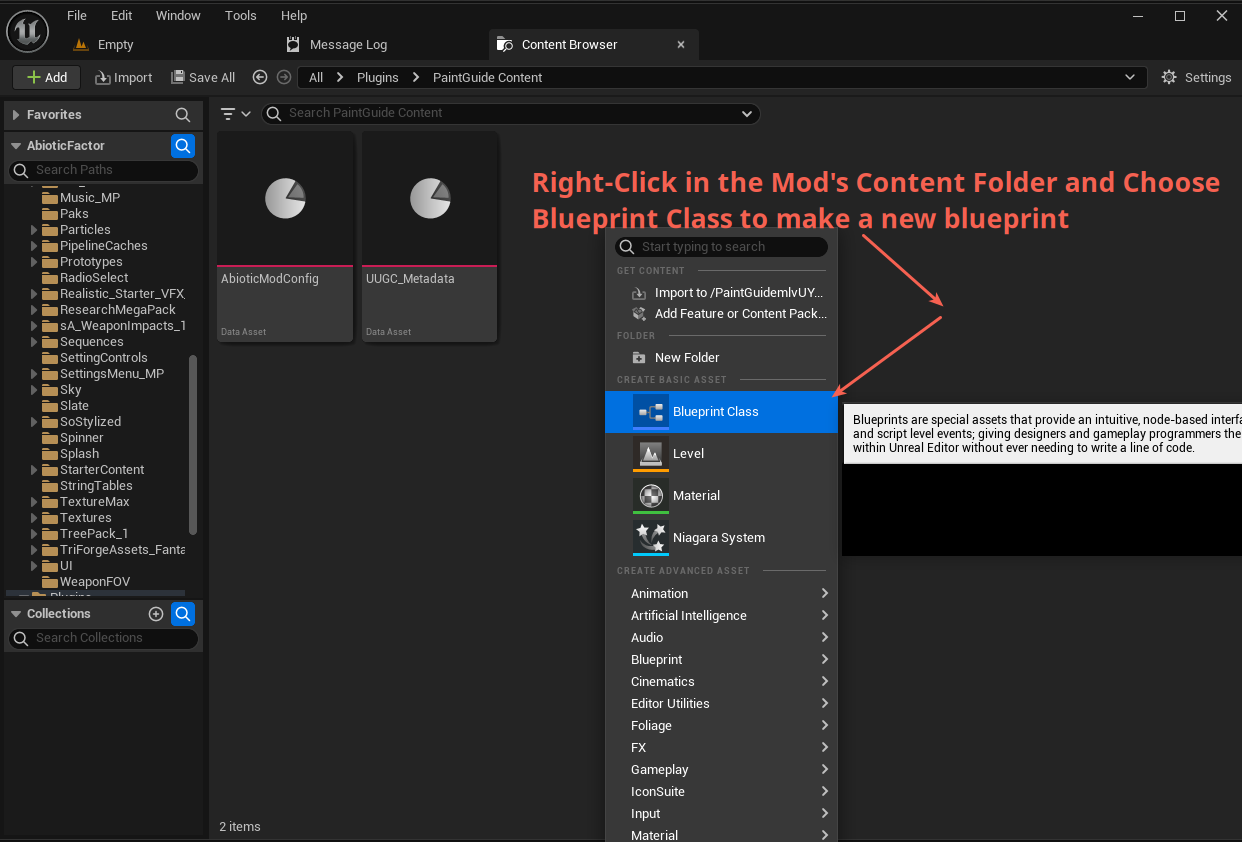 File Edit Window Tools Help
Empty Message Log Content Browser
Add Import Save All All Plugins PaintGuide Content Settings
Favorites
Search PaintGuide Content
AbioticFactor
Search Paths
Music_MP
Paks
Particles
PipelineCaches
Prototypes
RadioSelect
Realistic_Starter_VFX_
ResearchMegaPack
sA_WeaponImpacts_1
Sequences
SettingControls
SettingsMenu_MP
Sky
Slate
SoStylized
Spinner
Splash
StarterContent
StringTables
TextureMax
Textures
TreePack_1
TriForgeAssets_Fanta
UI
WeaponFOV
Plugins
Collections
Search Collections
AbioticModConfig
Data Asset
UUGC_Metadata
Data Asset
2 items
Right-Click in the Mod's Content Folder and Choose
Blueprint Class to make a new blueprint
Start typing to search
GET CONTENT
Import to /PaintGuidemlvUY...
Add Feature or Content Pack...
FOLDER
New Folder
CREATE BASIC ASSET
Blueprint Class
Level
Material
Niagara System
CREATE ADVANCED ASSET
Animation
Artificial Intelligence
Audio
Blueprint
Cinematics
Editor Utilities
Foliage
FX
Gameplay
IconSuite
Input
Material
Blueprints are special assets that provide an intuitive, node-based interfa
and script level events; giving designers and gameplay programmers the
within Unreal Editor without ever needing to write a line of code.